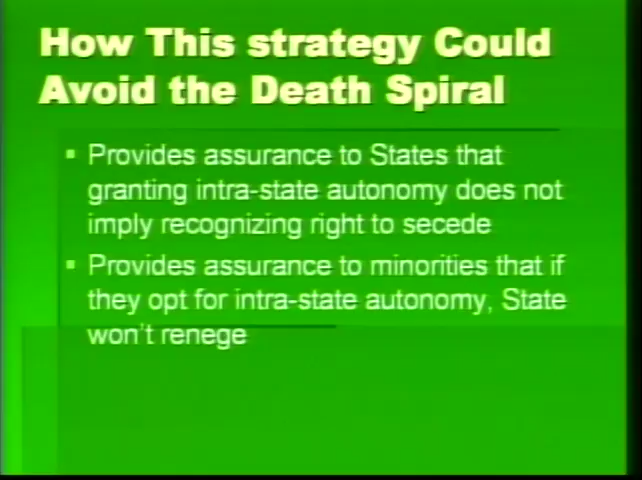 How This strategy Could
Avoid the Death Spiral
▪ Provides assurance to States that
granting intra-state autonomy does not
imply recognizing right to secede
▪ Provides assurance to minorities that if
they opt for intra-state autonomy, State
won't renege